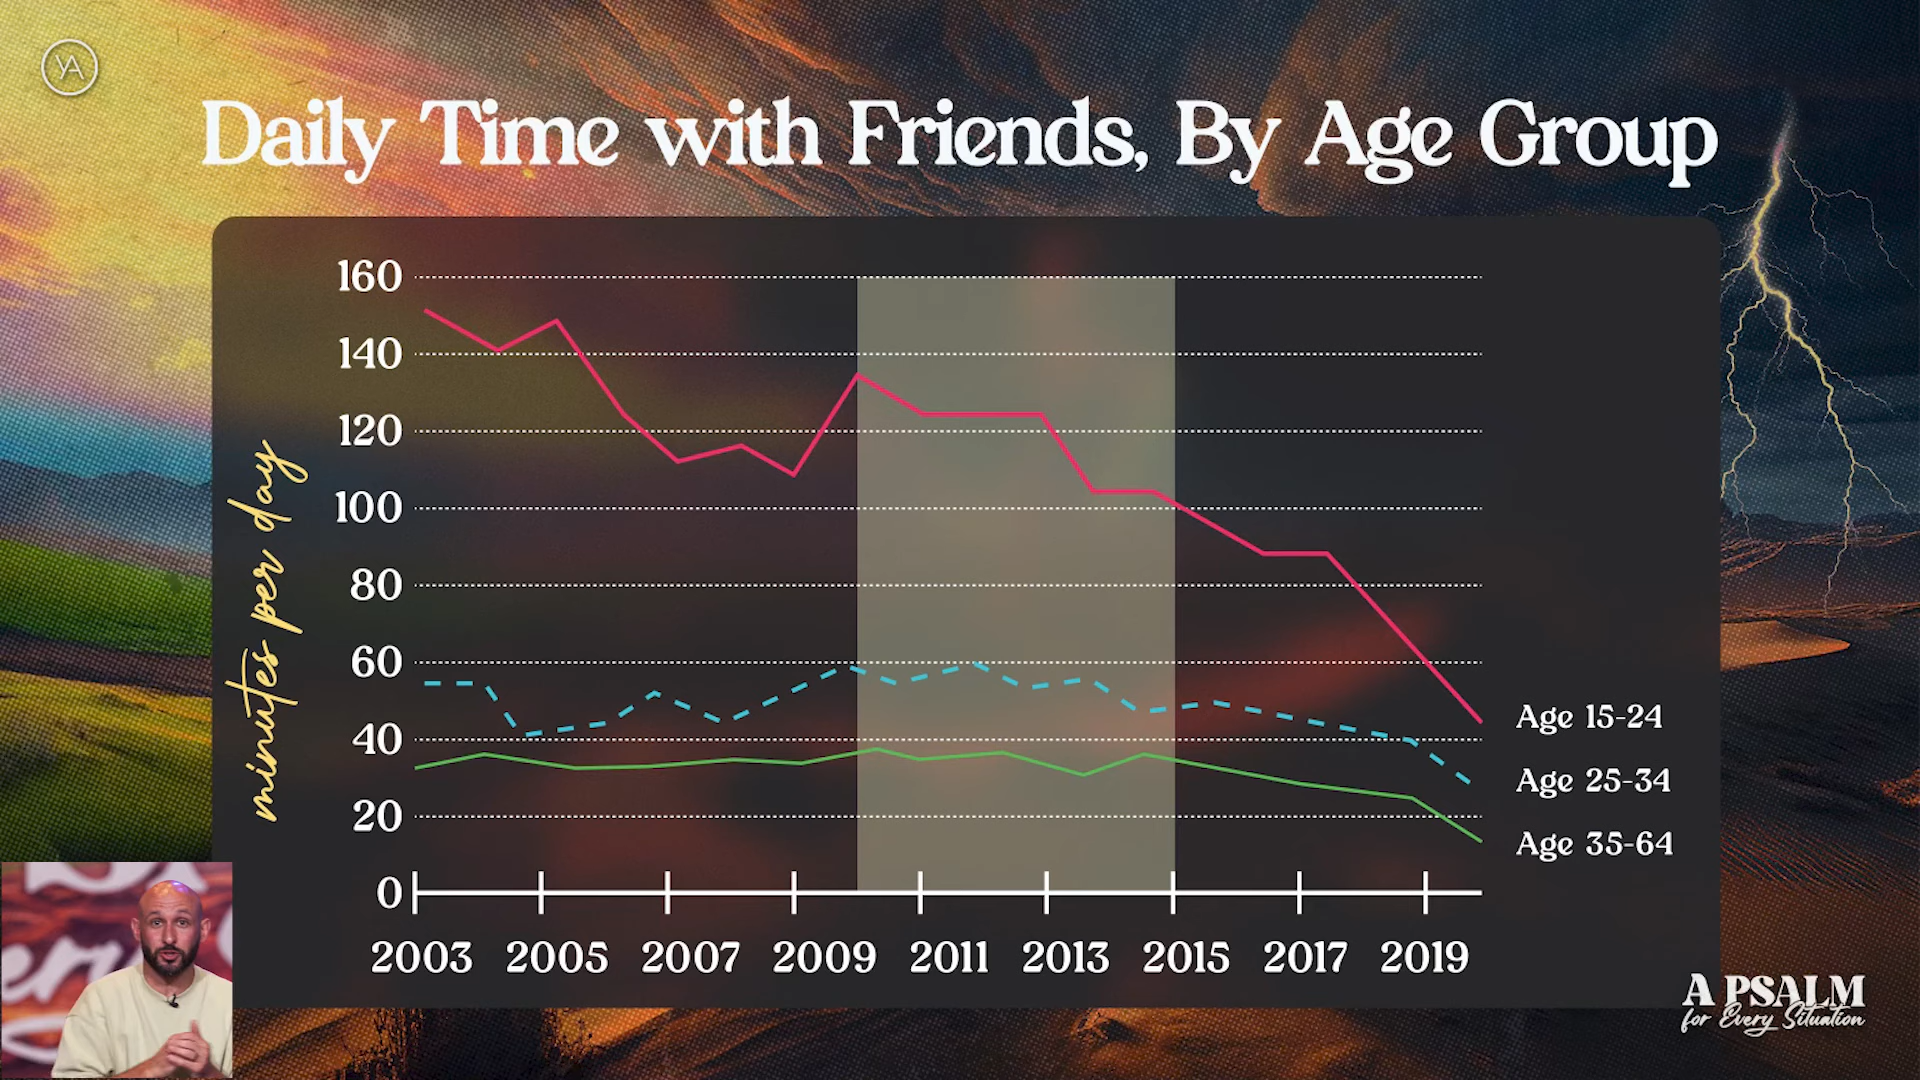 YA
Daily Time with Friends, By Age Group
160
140
120
100
80
60
40
20
0
minutes per day
2003 2005 2007 2009 2011 2013 2015 2017 2019
Age 15-24
Age 25-34
Age 35-64
A PSALM
for Every Situation